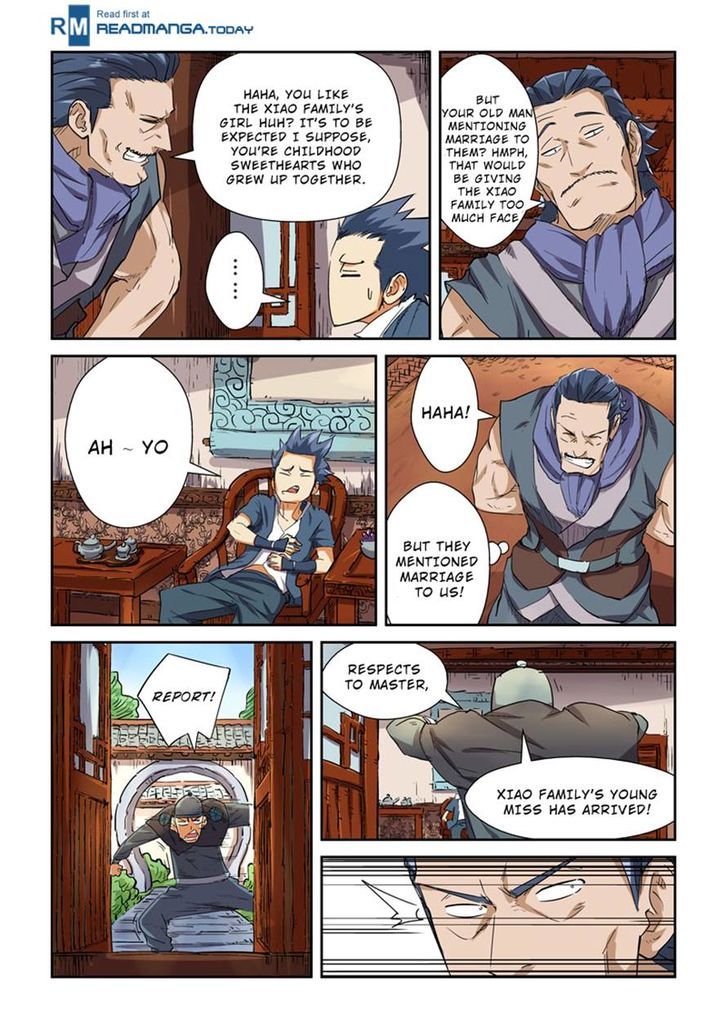 Read first at
RM READMANGA.TODAY
HAHA, YOU LIKE
THE XIAO FAMILY'S
GIRL HUH? IT'S TO BE
EXPECTED I SUPPOSE,
YOU'RE CHILDHOOD
SWEETHEARTS WHO
GREW UP TOGETHER.
......
BUT
YOUR OLD MAN
MENTIONING
MARRIAGE TO
THEM? HMPH,
THAT WOULD
BE GIVING
THE XIAO
FAMILY TOO
MUCH FACE
AH ~ YO
HAHA!
BUT THEY
MENTIONED
MARRIAGE
TO US!
REPORT!
RESPECTS
TO MASTER,
XIAO FAMILY'S YOUNG
MISS HAS ARRIVED!